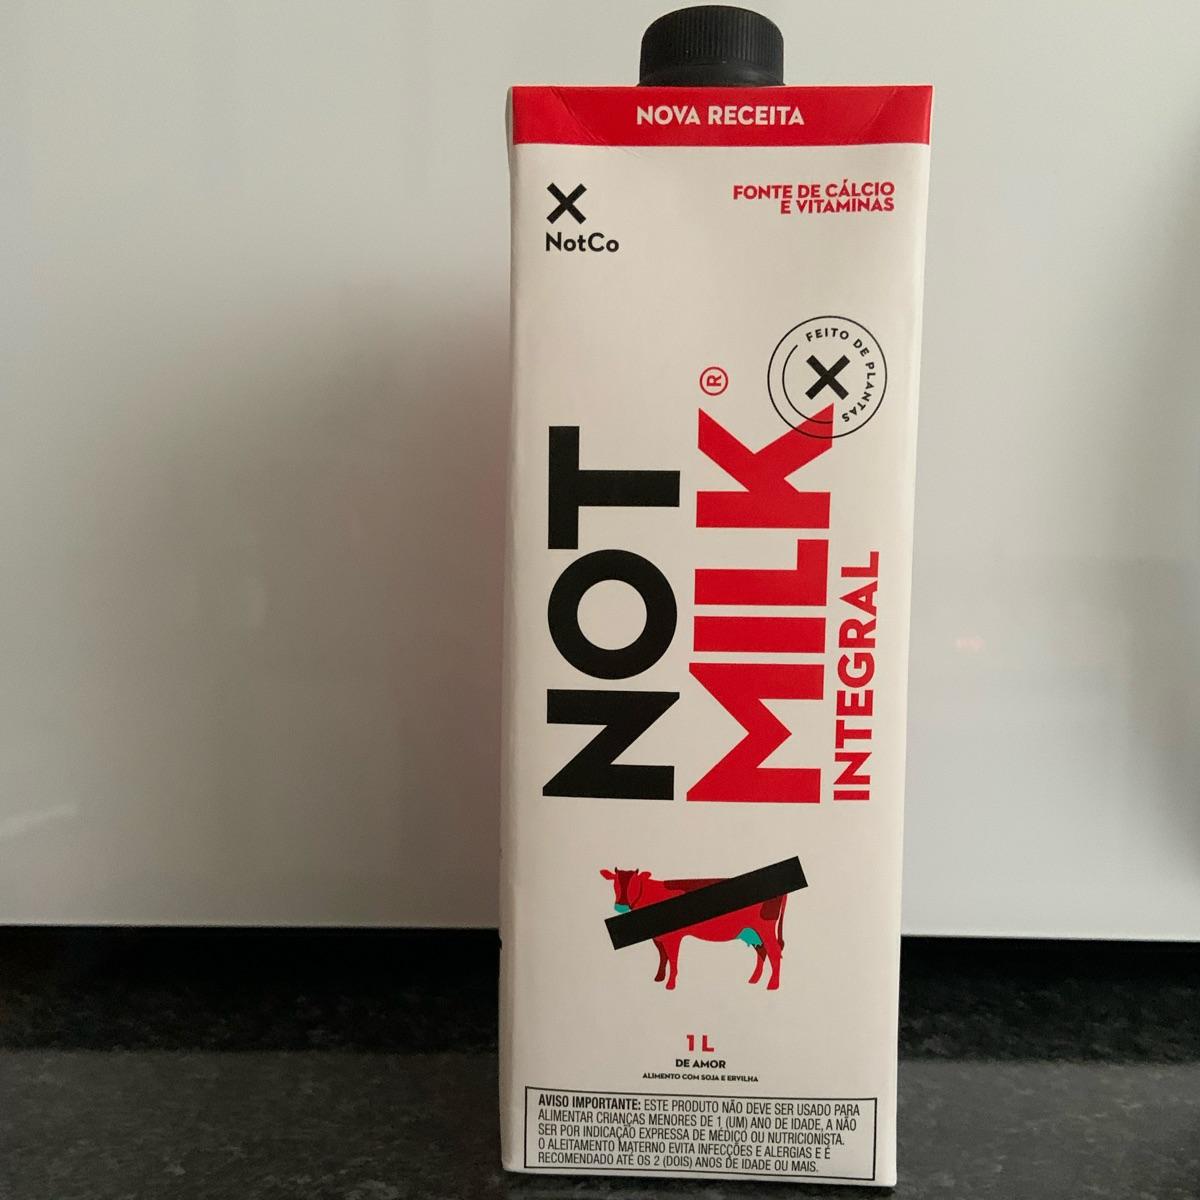 NOVA RECEITA
NotCo
FONTE DE CÁLCIO
E VITAMINAS
FEITO DE PLANTAS
NOT
MILK®
INTEGRAL
1 L
DE AMOR
ALIMENTO COM SOJA E ERVILHA
AVISO IMPORTANTE: ESTE PRODUTO NÃO DEVE SER USADO PARA
ALIMENTAR CRIANÇAS MENORES DE 1 (UM) ANO DE IDADE, A NÃO
SER POR INDICAÇÃO EXPRESSA DE MÉDICO OU NUTRICIONISTA.
O ALEITAMENTO MATERNO EVITA INFECÇÕES E ALERGIAS E É
RECOMENDADO ATÉ OS 2 (DOIS) ANOS DE IDADE OU MAIS.